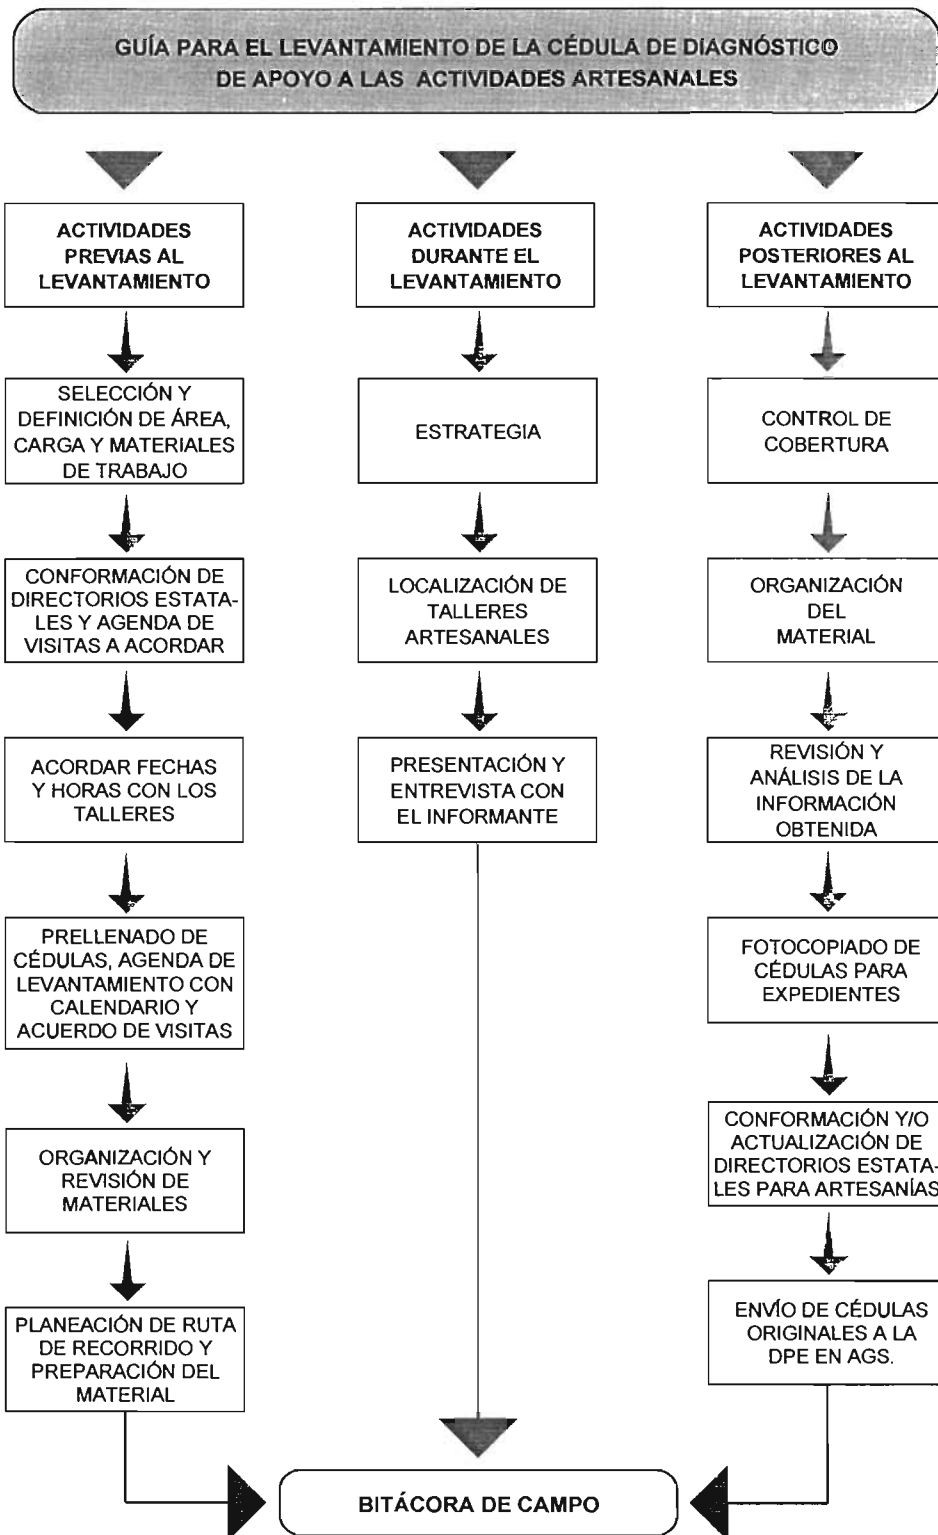 GUÍA PARA EL LEVANTAMIENTO DE LA CÉDULA DE DIAGNÓSTICO
DE APOYO A LAS ACTIVIDADES ARTESANALES
ACTIVIDADES
PREVIAS AL
LEVANTAMIENTO
SELECCIÓN Y
DEFINICIÓN DE ÁREA,
CARGA Y MATERIALES
DE TRABAJO
CONFORMACIÓN DE
DIRECTORIOS ESTATA-
LES Y AGENDA DE
VISITAS A ACORDAR
ACORDAR FECHAS
Y HORAS CON LOS
TALLERES
PRELLENADO DE
CÉDULAS, AGENDA DE
LEVANTAMIENTO CON
CALENDARIO Y
ACUERDO DE VISITAS
ORGANIZACIÓN Y
REVISIÓN DE
MATERIALES
PLANEACIÓN DE RUTA
DE RECORRIDO Y
PREPARACIÓN DEL
MATERIAL
ACTIVIDADES
DURANTE EL
LEVANTAMIENTO
ESTRATEGIA
LOCALIZACIÓN DE
TALLERES
ARTESANALES
PRESENTACIÓN Y
ENTREVISTA CON
EL INFORMANTE
ACTIVIDADES
POSTERIORES AL
LEVANTAMIENTO
CONTROL DE
COBERTURA
ORGANIZACIÓN
DEL
MATERIAL
REVISIÓN Y
ANÁLISIS DE LA
INFORMACIÓN
OBTENIDA
FOTOCOPIADO DE
CÉDULAS PARA
EXPEDIENTES
CONFORMACIÓN Y/O
ACTUALIZACIÓN DE
DIRECTORIOS ESTATA-
LES PARA ARTESANÍAS
ENVÍO DE CÉDULAS
ORIGINALES A LA
DPE EN AGS.
BITÁCORA DE CAMPO